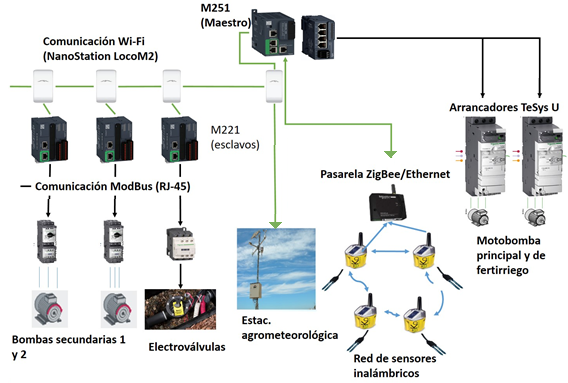 M251
(Maestro)
Comunicación Wi-Fi
(NanoStation LocoM2)
Arrancadores TeSys U
M221
(esclavos)
Pasarela ZigBee/Ethernet
Comunicación ModBus (RJ-45)
Motobomba
principal y de
fertirriego
Bombas secundarias 1
y 2
Electroválvulas
Estac.
agrometeorológica
Red de sensores
inalámbricos